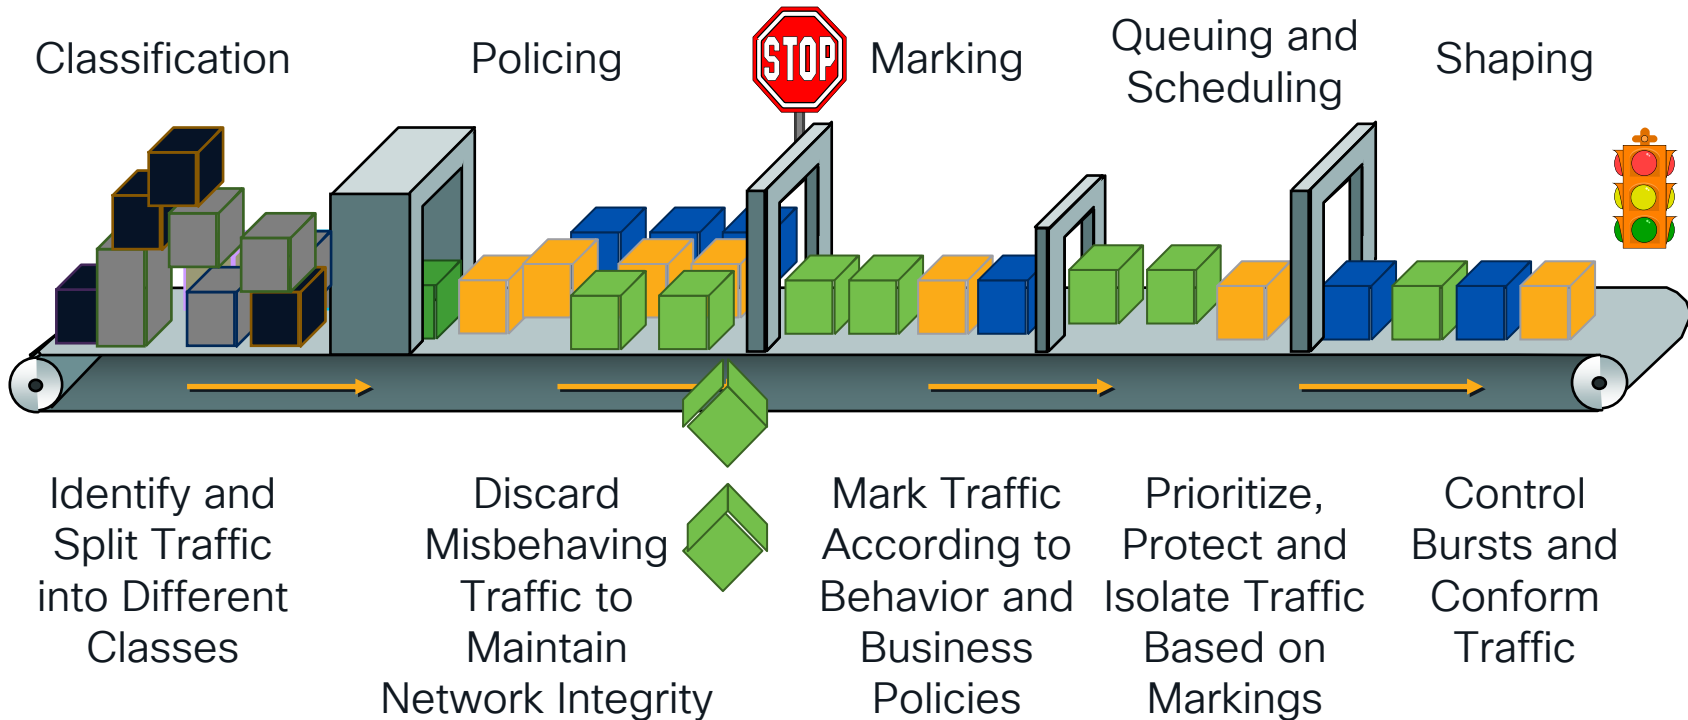 Classification
Policing
STOP
Marking
Queuing and
Scheduling
Shaping
Identify and
Split Traffic
into Different
Classes
Discard
Misbehaving
Traffic to
Maintain
Network Integrity
Mark Traffic
According to
Behavior and
Business
Policies
Prioritize,
Protect and
Isolate Traffic
Based on
Markings
Control
Bursts and
Conform
Traffic